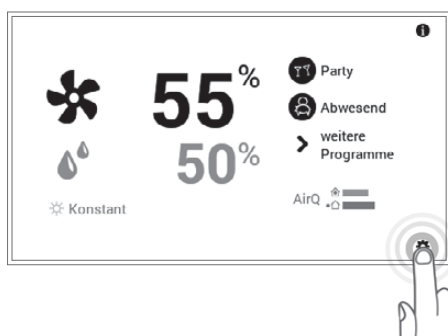 55%
50%
Konstant
Party
Abwesend
weitere
Programme
AirQ